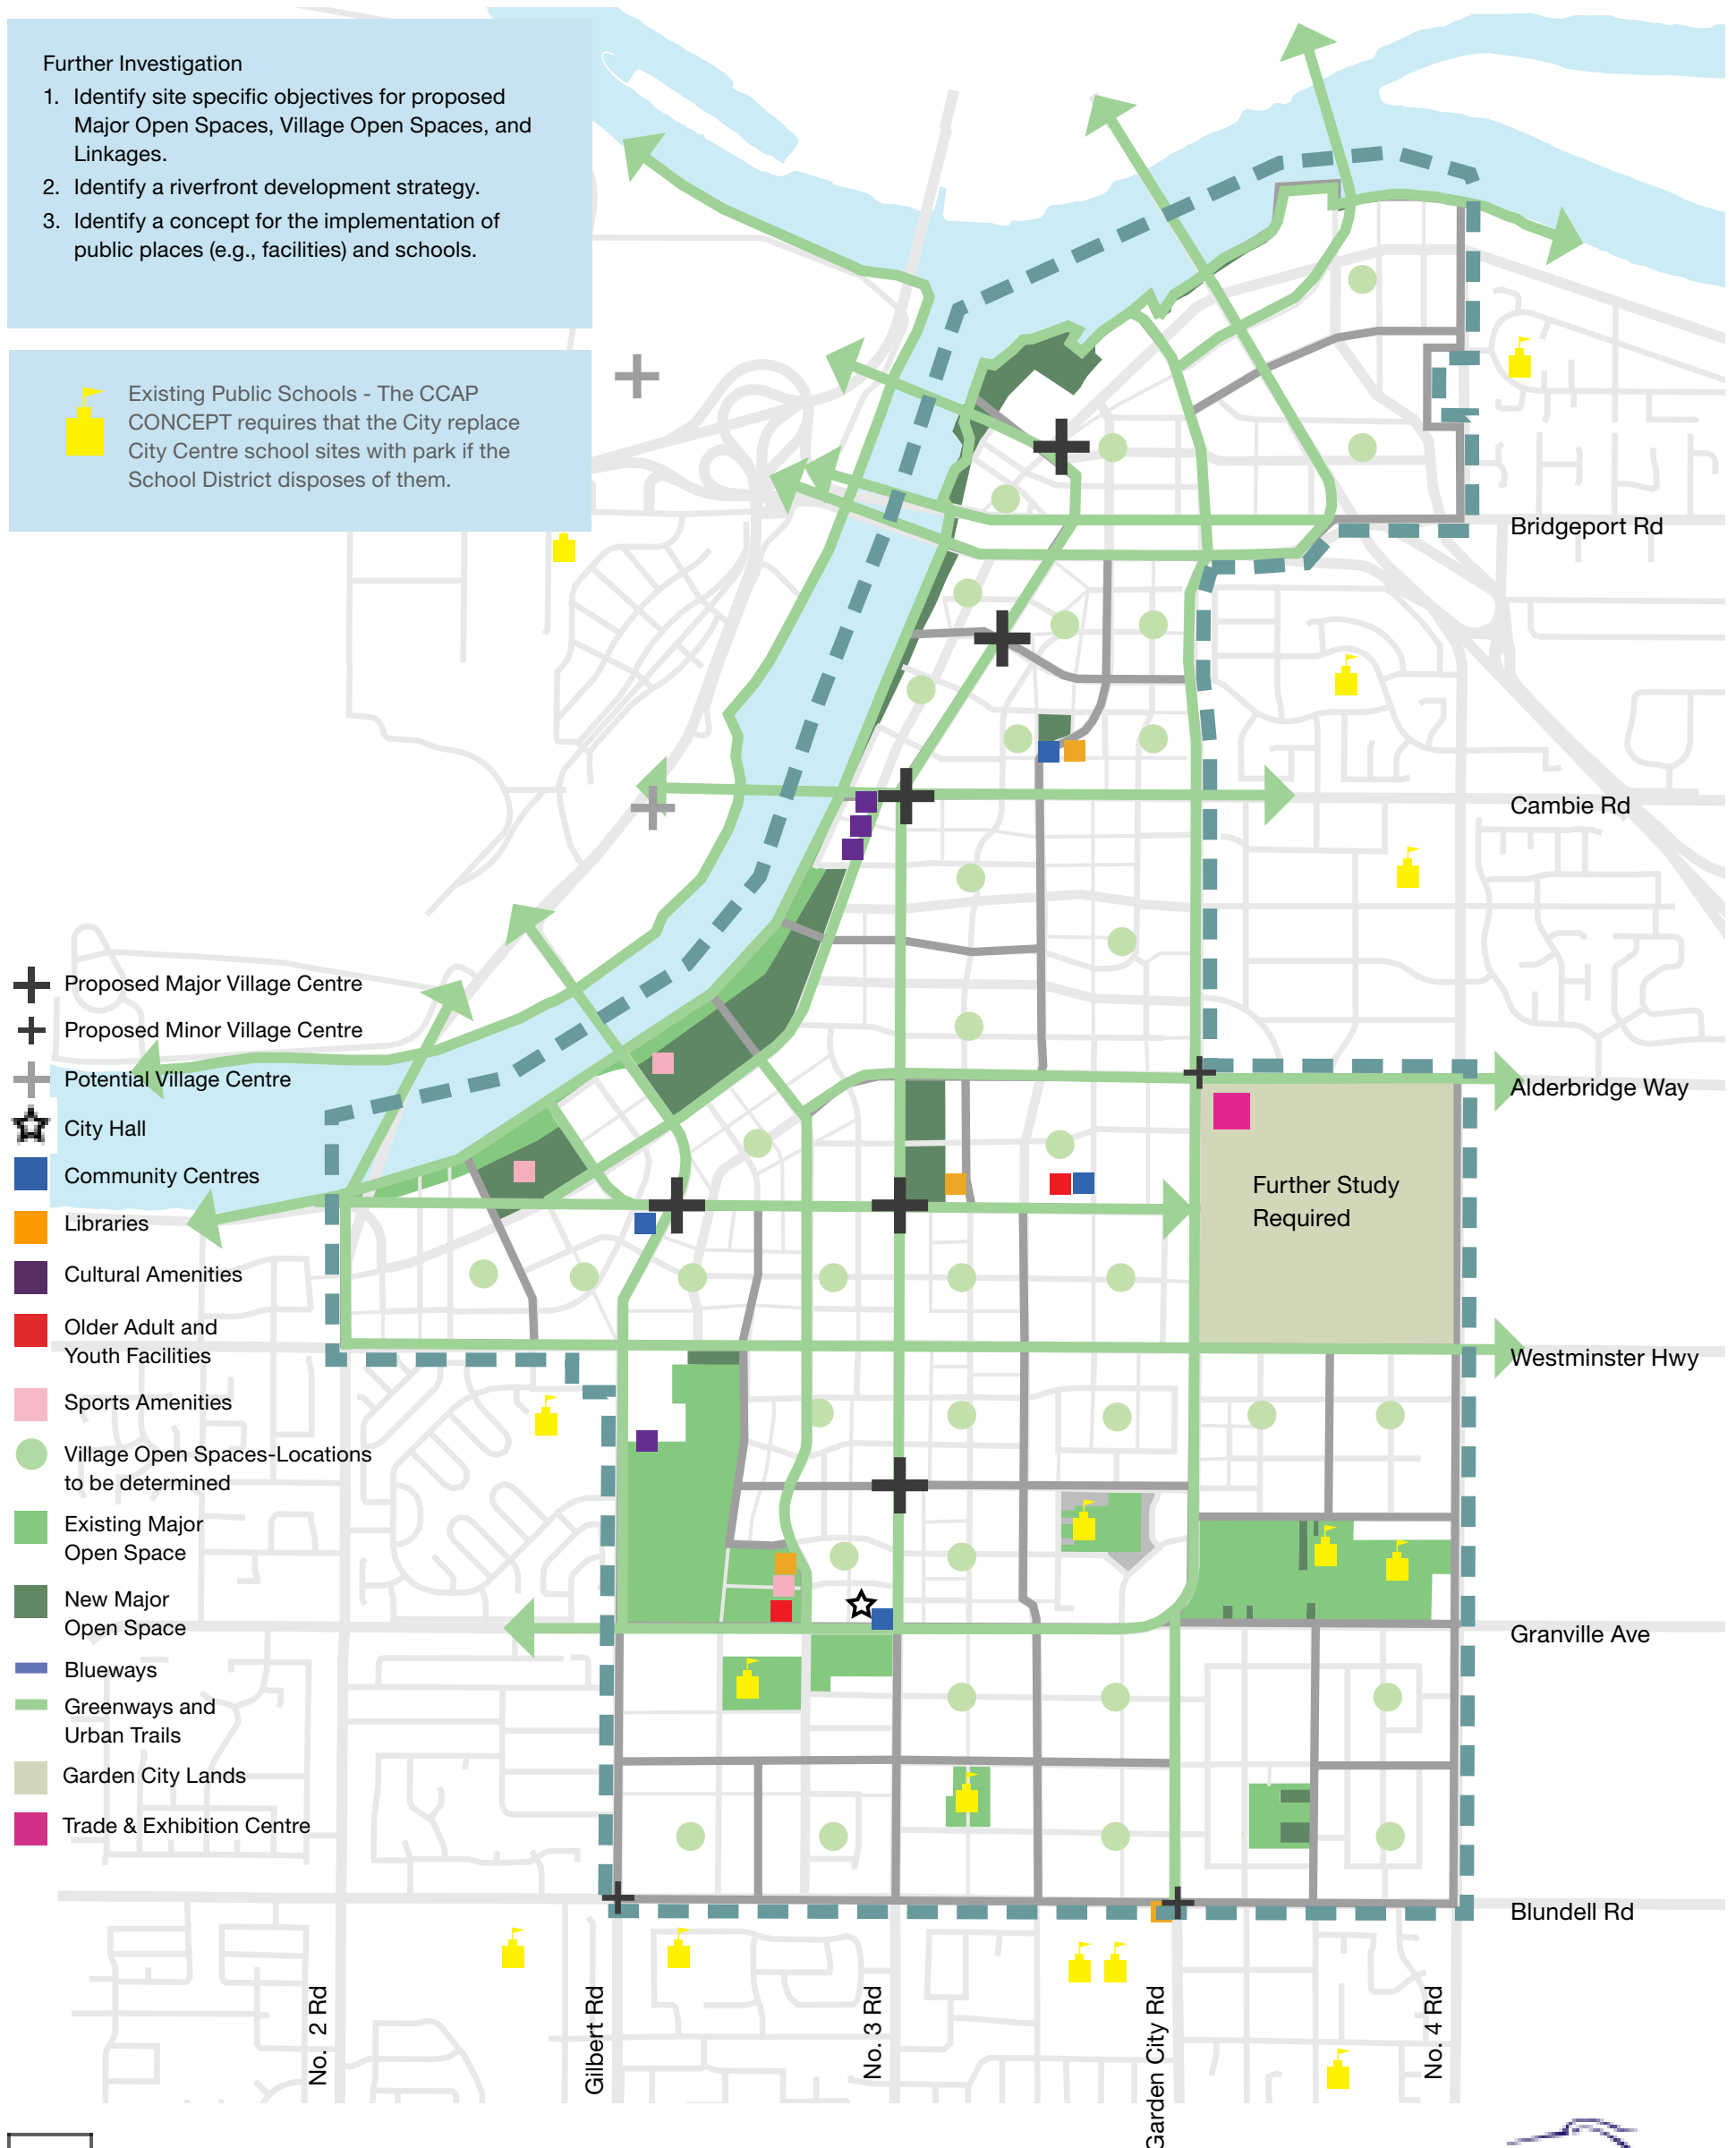 Further Investigation
1. Identify site specific objectives for proposed
Major Open Spaces, Village Open Spaces, and
Linkages.
2. Identify a riverfront development strategy.
3. Identify a concept for the implementation of
public places (e.g., facilities) and schools.
Existing Public Schools - The CCAP
CONCEPT requires that the City replace
City Centre school sites with park if the
School District disposes of them.
Bridgeport Rd
Cambie Rd
Alderbridge Way
Further Study
Required
Westminster Hwy
Granville Ave
Blundell Rd
Proposed Major Village Centre
Proposed Minor Village Centre
Potential Village Centre
City Hall
Community Centres
Libraries
Cultural Amenities
Older Adult and
Youth Facilities
Sports Amenities
Village Open Spaces-Locations
to be determined
Existing Major
Open Space
New Major
Open Space
Blueways
Greenways and
Urban Trails
Garden City Lands
Trade & Exhibition Centre
No. 2 Rd
Gilbert Rd
No. 3 Rd
Garden City Rd
No. 4 Rd